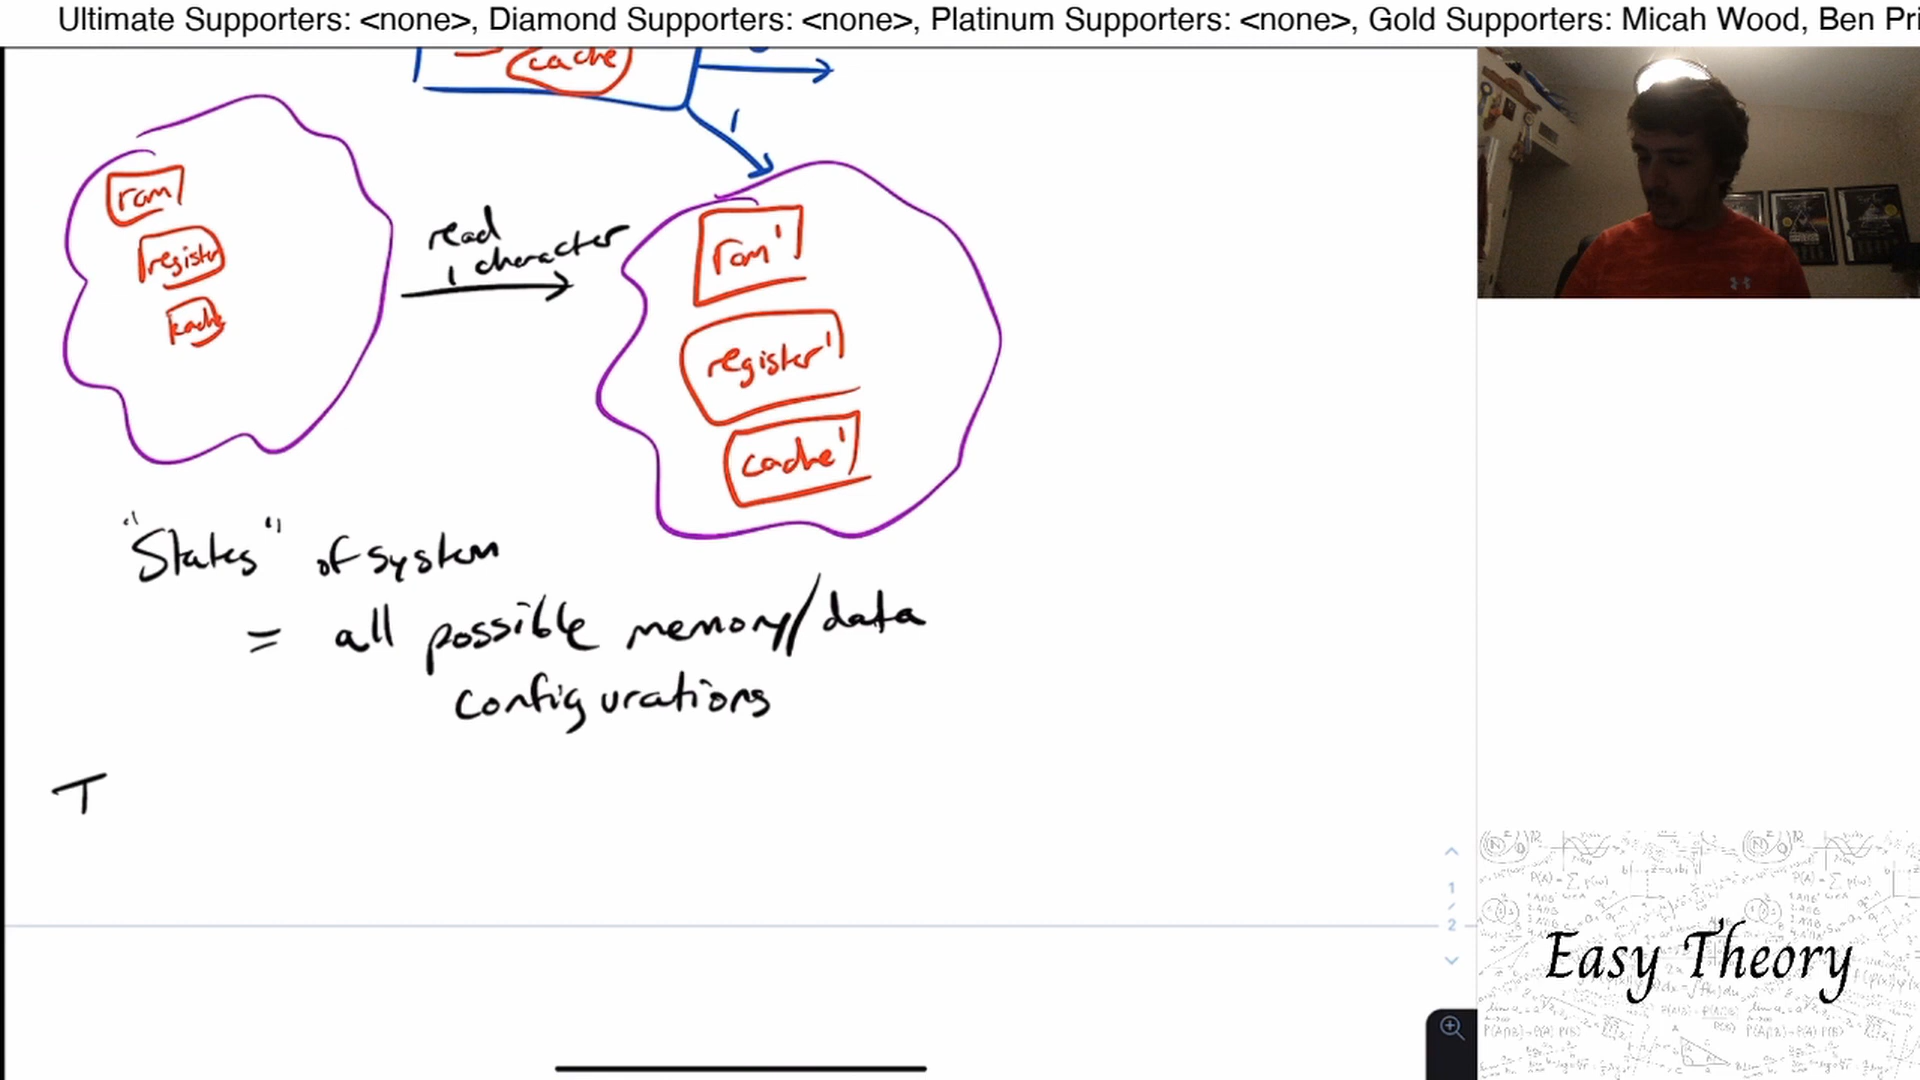 Ultimate Supporters: <none>, Diamond Supporters: <none>, Platinum Supporters: <none>, Gold Supporters: Micah Wood, Ben Pri
cache
1
ram
register
cache
read
1 character
ram'
register'
cache'
"States" of system
= all possible memory/data
configurations
T
1
2
Easy Theory